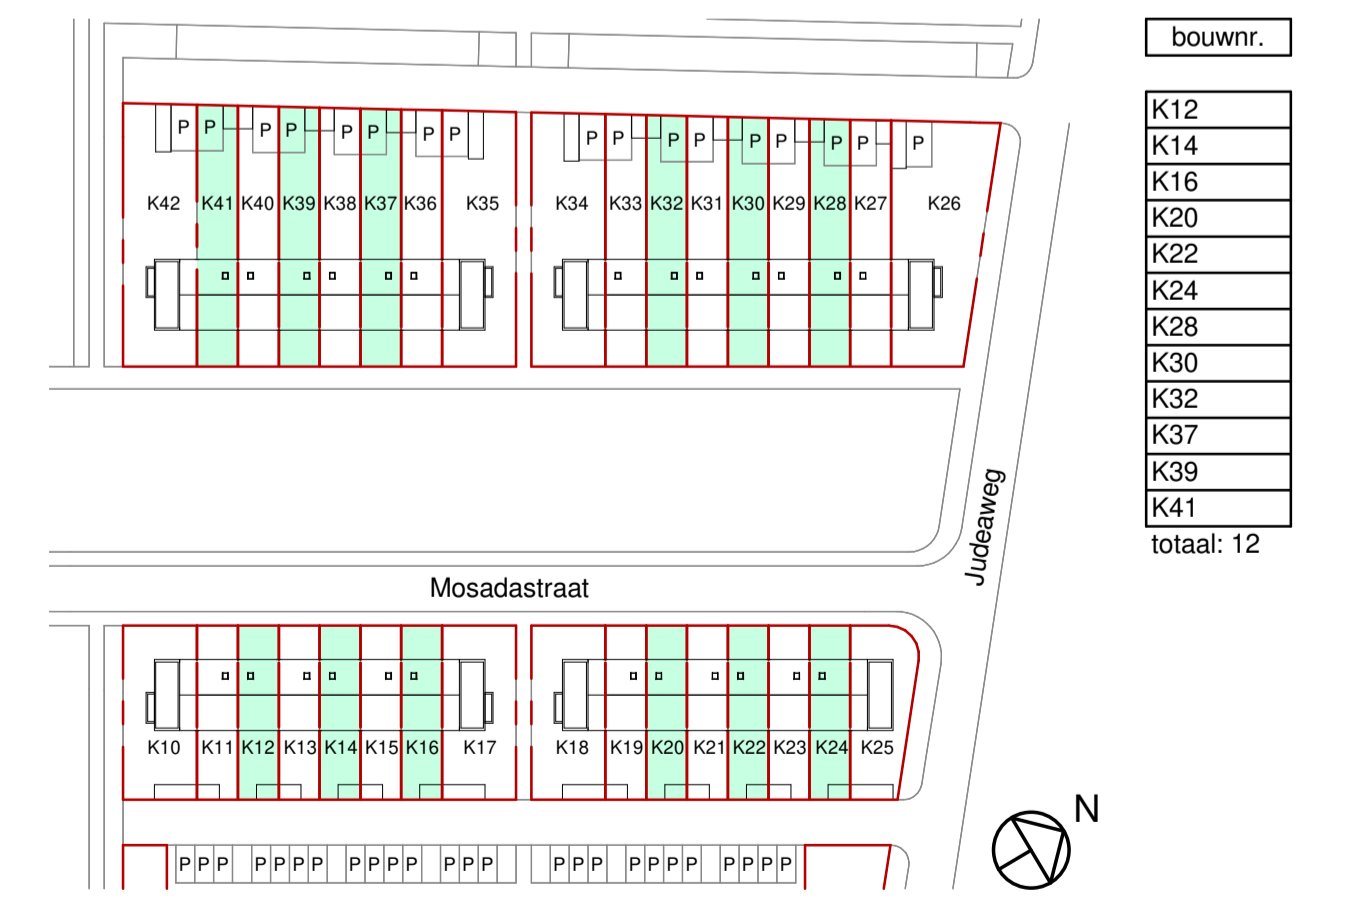 bouwnr.
P P P P P P P P P P P P P P P P P
K42 K41 K40 K39 K38 K37 K36 K35 K34 K33 K32 K31 K30 K29 K28 K27 K26
K12
K14
K16
K20
K22
K24
K28
K30
K32
K37
K39
K41
totaal: 12
Judeaweg
Mosadastraat
K10 K11 K12 K13 K14 K15 K16 K17 K18 K19 K20 K21 K22 K23 K24 K25
N
P P P P P P P P P P P P P P P P P P P P P P P P P